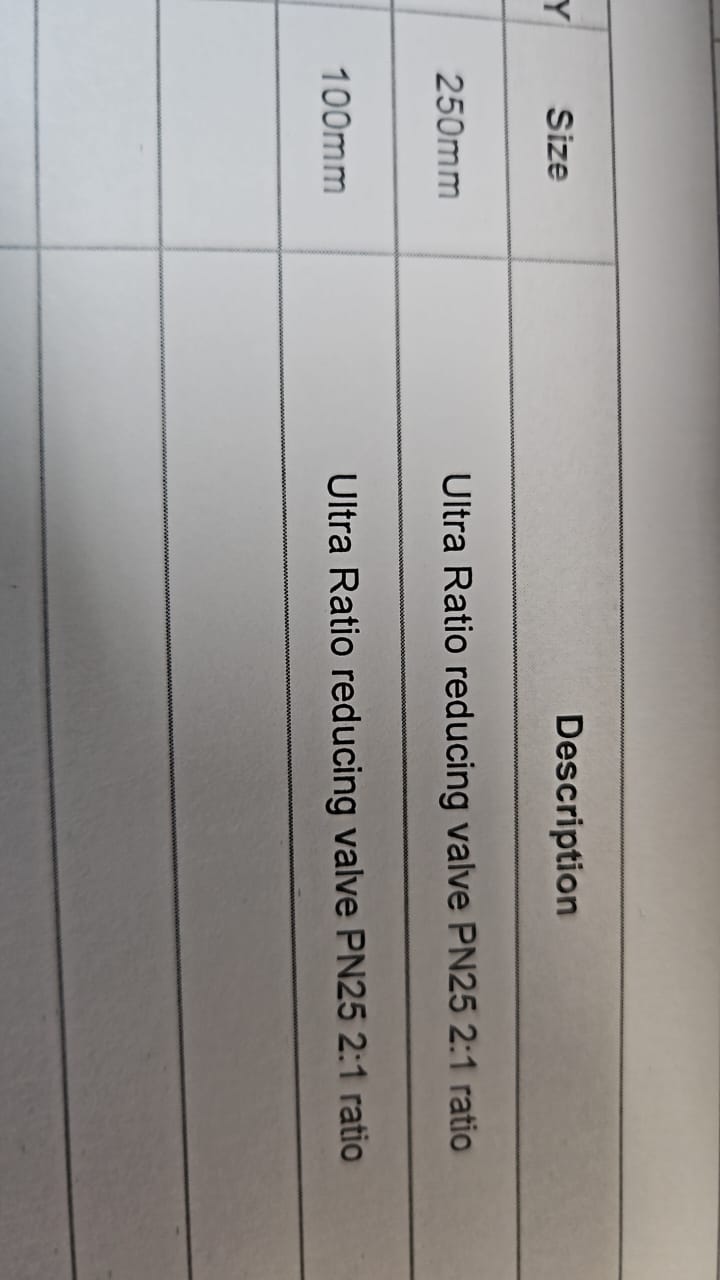 Y Size Description
250mm Ultra Ratio reducing valve PN25 2:1 ratio
100mm Ultra Ratio reducing valve PN25 2:1 ratio